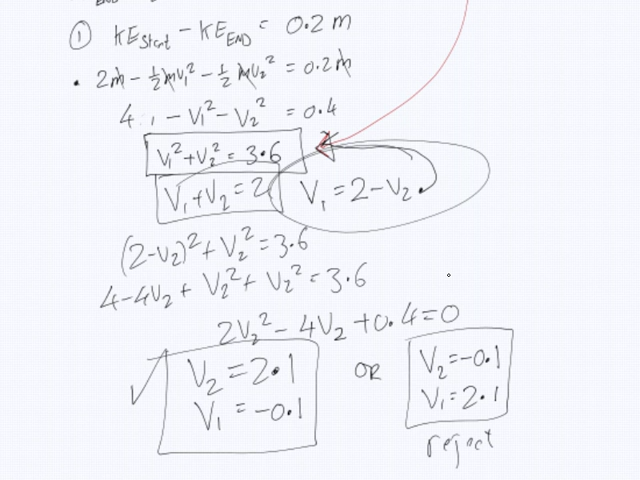 ① KE_Start − KE_END = 0.2m
• 2m − ½mv₁² − ½mv₂² = 0.2m
4 − V₁² − V₂² = 0.4
V₁² + V₂² = 3.6
V₁ + V₂ = 2 V₁ = 2 − V₂
(2 − V₂)² + V₂² = 3.6
4 − 4V₂ + V₂² + V₂² = 3.6
2V₂² − 4V₂ + 0.4 = 0
V₂ = 2.1
V₁ = −0.1
OR
V₂ = −0.1
V₁ = 2.1
reject